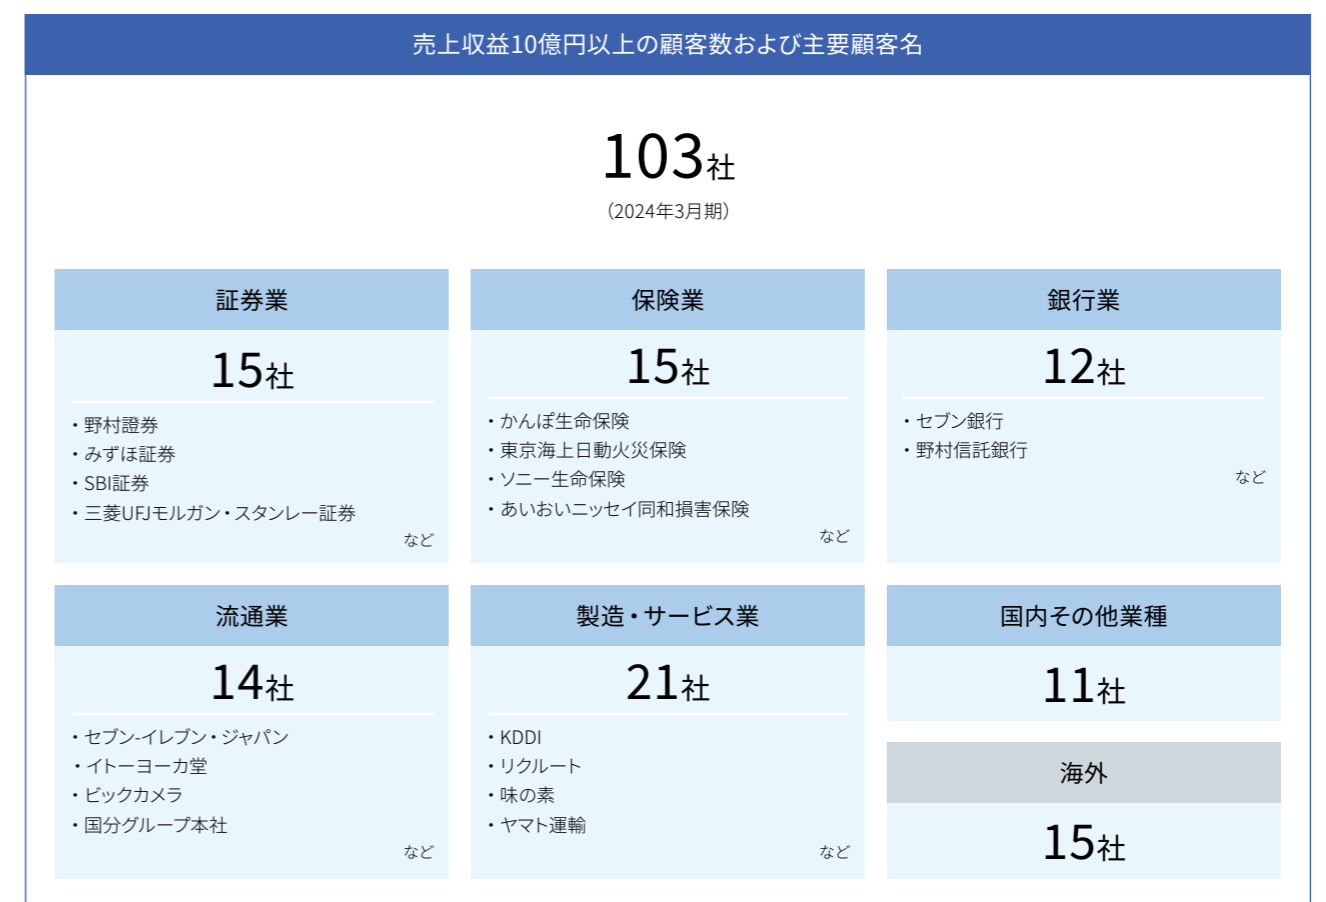 売上収益10億円以上の顧客数および主要顧客名
103社
（2024年3月期）
証券業
15社
・野村證券
・みずほ証券
・SBI証券
・三菱UFJモルガン・スタンレー証券
など
保険業
15社
・かんぽ生命保険
・東京海上日動火災保険
・ソニー生命保険
・あいおいニッセイ同和損害保険
など
銀行業
12社
・セブン銀行
・野村信託銀行
など
流通業
14社
・セブン-イレブン・ジャパン
・イトーヨーカ堂
・ビックカメラ
・国分グループ本社
など
製造・サービス業
21社
・KDDI
・リクルート
・味の素
・ヤマト運輸
など
国内その他業種
11社
海外
15社